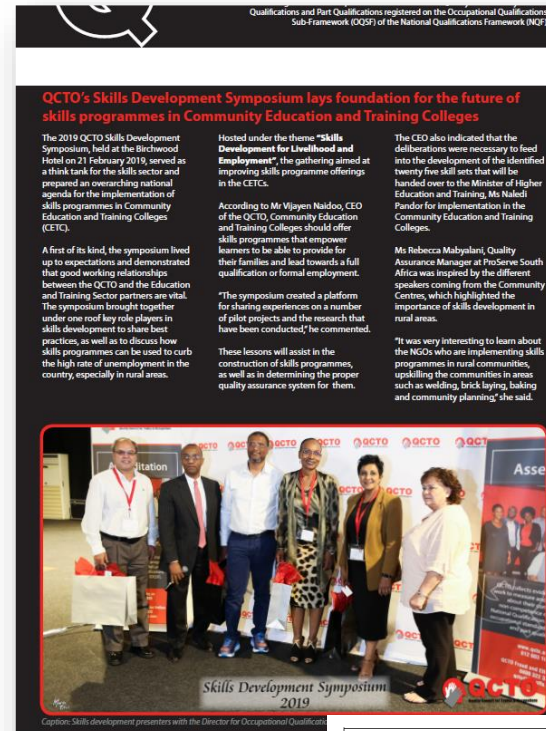 Qualifications and Part Qualifications registered on the Occupational Qualifications
Sub-Framework (OQSF) of the National Qualifications Framework (NQF)
QCTO's Skills Development Symposium lays foundation for the future of
skills programmes in Community Education and Training Colleges
The 2019 QCTO Skills Development
Symposium, held at the Birchwood
Hotel on 21 February 2019, served as
a think tank for the skills sector and
prepared an overarching national
agenda for the implementation of
skills programmes in Community
Education and Training Colleges
(CETC).
A first of its kind, the symposium lived
up to expectations and demonstrated
that good working relationships
between the QCTO and the Education
and Training Sector partners are vital.
The symposium brought together
under one roof key role players in
skills development to share best
practices, as well as to discuss how
skills programmes can be used to curb
the high rate of unemployment in the
country, especially in rural areas.
Hosted under the theme "Skills
Development for Livelihood and
Employment", the gathering aimed at
improving skills programme offerings
in the CETCs.
According to Mr Vijayen Naidoo, CEO
of the QCTO, Community Education
and Training Colleges should offer
skills programmes that empower
learners to be able to provide for
their families and lead towards a full
qualification or formal employment.
"The symposium created a platform
for sharing experiences on a number
of pilot projects and the research that
have been conducted," he commented.
These lessons will assist in the
construction of skills programmes,
as well as in determining the proper
quality assurance system for them.
The CEO also indicated that the
deliberations were necessary to feed
into the development of the identified
twenty five skill sets that will be
handed over to the Minister of Higher
Education and Training, Ms Naledi
Pandor for implementation in the
Community Education and Training
Colleges.
Ms Rebecca Mabyalani, Quality
Assurance Manager at ProServe South
Africa was inspired by the different
speakers coming from the Community
Centres, which highlighted the
importance of skills development in
rural areas.
"It was very interesting to learn about
the NGOs who are implementing skills
programmes in rural communities,
upskilling the communities in areas
such as welding, brick laying, baking
and community planning," she said.
QCTO QCTO QCTO QCTO
Asse
Skills Development Symposium
2019
QCTO
Caption: Skills development presenters with the Director for Occupational Qualificatio